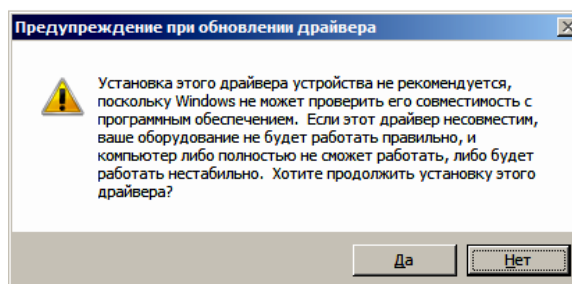 Предупреждение при обновлении драйвера
Установка этого драйвера устройства не рекомендуется,
поскольку Windows не может проверить его совместимость с
программным обеспечением. Если этот драйвер несовместим,
ваше оборудование не будет работать правильно, и
компьютер либо полностью не сможет работать, либо будет
работать нестабильно. Хотите продолжить установку этого
драйвера?
Да
Нет